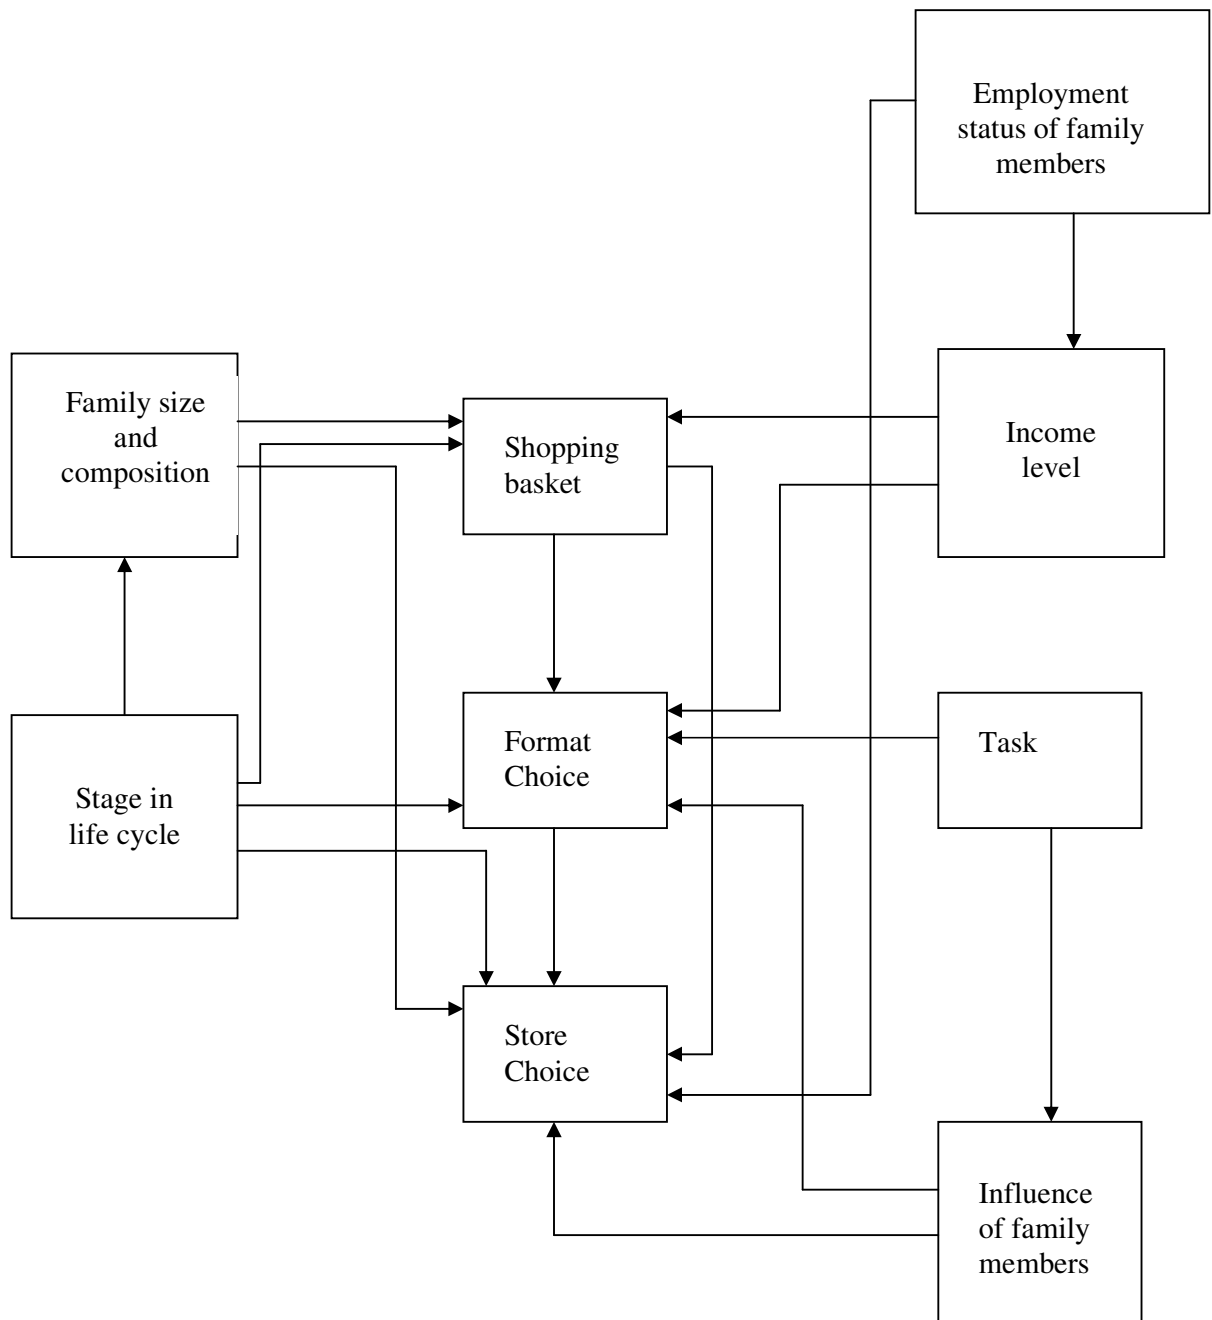 Employment
status of family
members
Family size
and
composition
Shopping
basket
Income
level
Format
Choice
Task
Stage in
life cycle
Store
Choice
Influence
of family
members